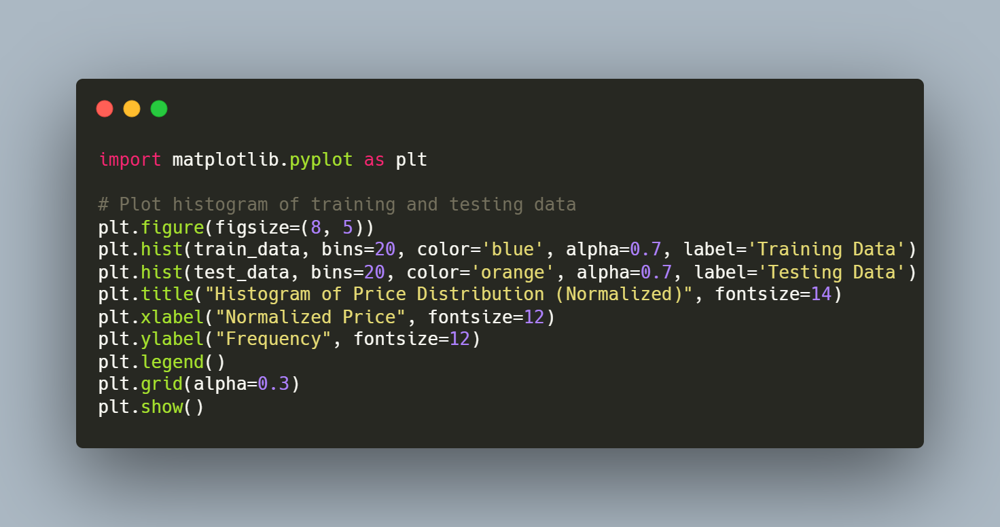 import matplotlib.pyplot as plt
# Plot histogram of training and testing data
plt.figure(figsize=(8, 5))
plt.hist(train_data, bins=20, color='blue', alpha=0.7, label='Training Data')
plt.hist(test_data, bins=20, color='orange', alpha=0.7, label='Testing Data')
plt.title("Histogram of Price Distribution (Normalized)", fontsize=14)
plt.xlabel("Normalized Price", fontsize=12)
plt.ylabel("Frequency", fontsize=12)
plt.legend()
plt.grid(alpha=0.3)
plt.show()